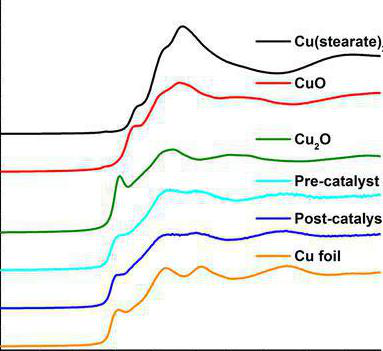 Cu(stearate)
CuO
Cu₂O
Pre-catalyst
Post-catalys
Cu foil